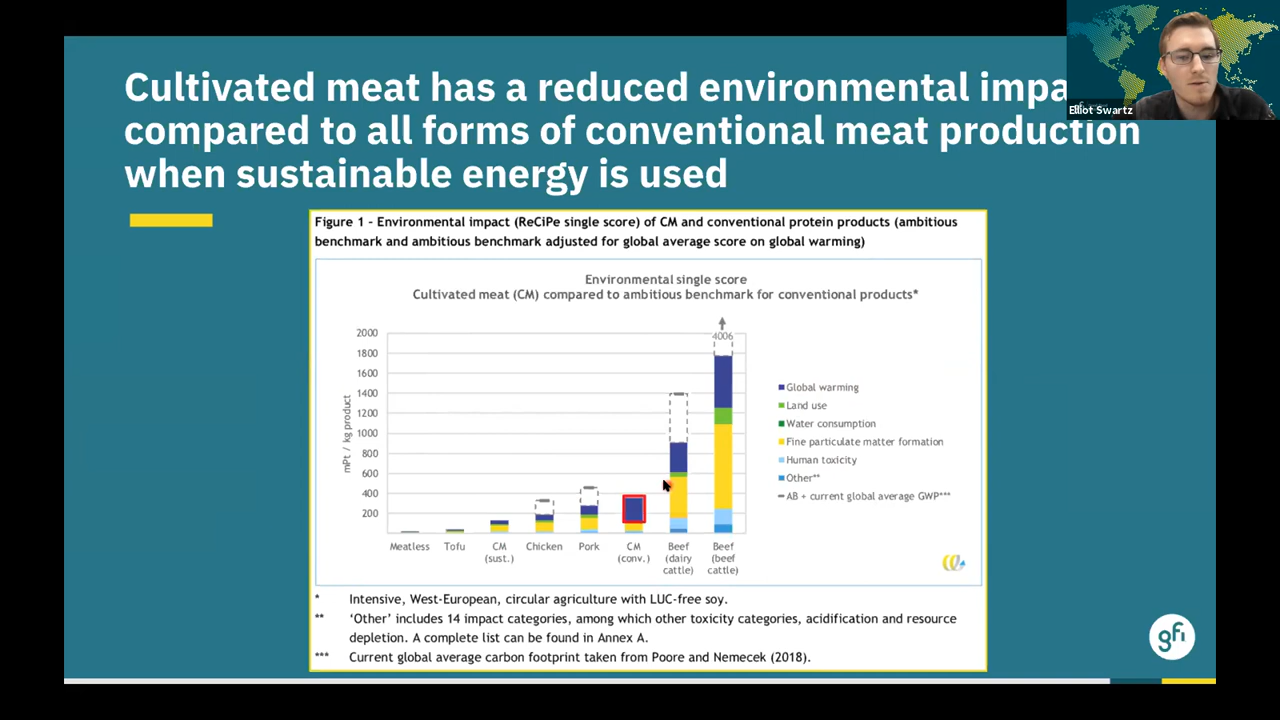 Cultivated meat has a reduced environmental impa
compared to all forms of conventional meat production
when sustainable energy is used
Elliot Swartz
Figure 1 - Environmental impact (ReCiPe single score) of CM and conventional protein products (ambitious
benchmark and ambitious benchmark adjusted for global average score on global warming)
Environmental single score
Cultivated meat (CM) compared to ambitious benchmark for conventional products*
mPt / kg product
2000
1800
1600
1400
1200
1000
800
600
400
200
4006
Meatless
Tofu
CM
(sust.)
Chicken
Pork
CM
(conv.)
Beef
(dairy
cattle)
Beef
(beef
cattle)
Global warming
Land use
Water consumption
Fine particulate matter formation
Human toxicity
Other**
AB + current global average GWP***
* Intensive, West-European, circular agriculture with LUC-free soy.
** ‘Other’ includes 14 impact categories, among which other toxicity categories, acidification and resource
depletion. A complete list can be found in Annex A.
*** Current global average carbon footprint taken from Poore and Nemecek (2018).
gfi